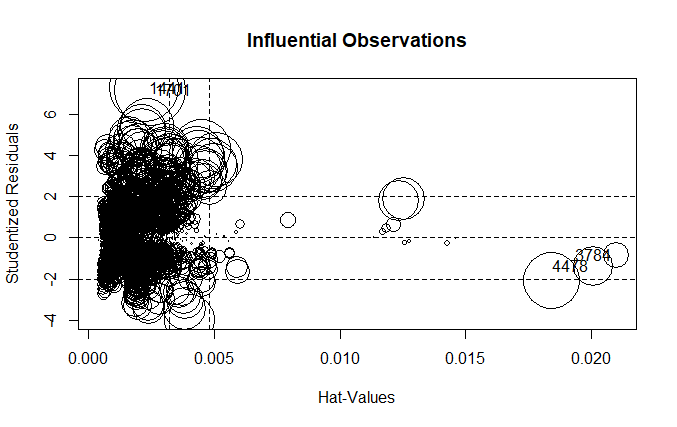 Influential Observations
Studentized Residuals
6
4
2
0
-2
-4
3784
4478
0.000 0.005 0.010 0.015 0.020
Hat-Values